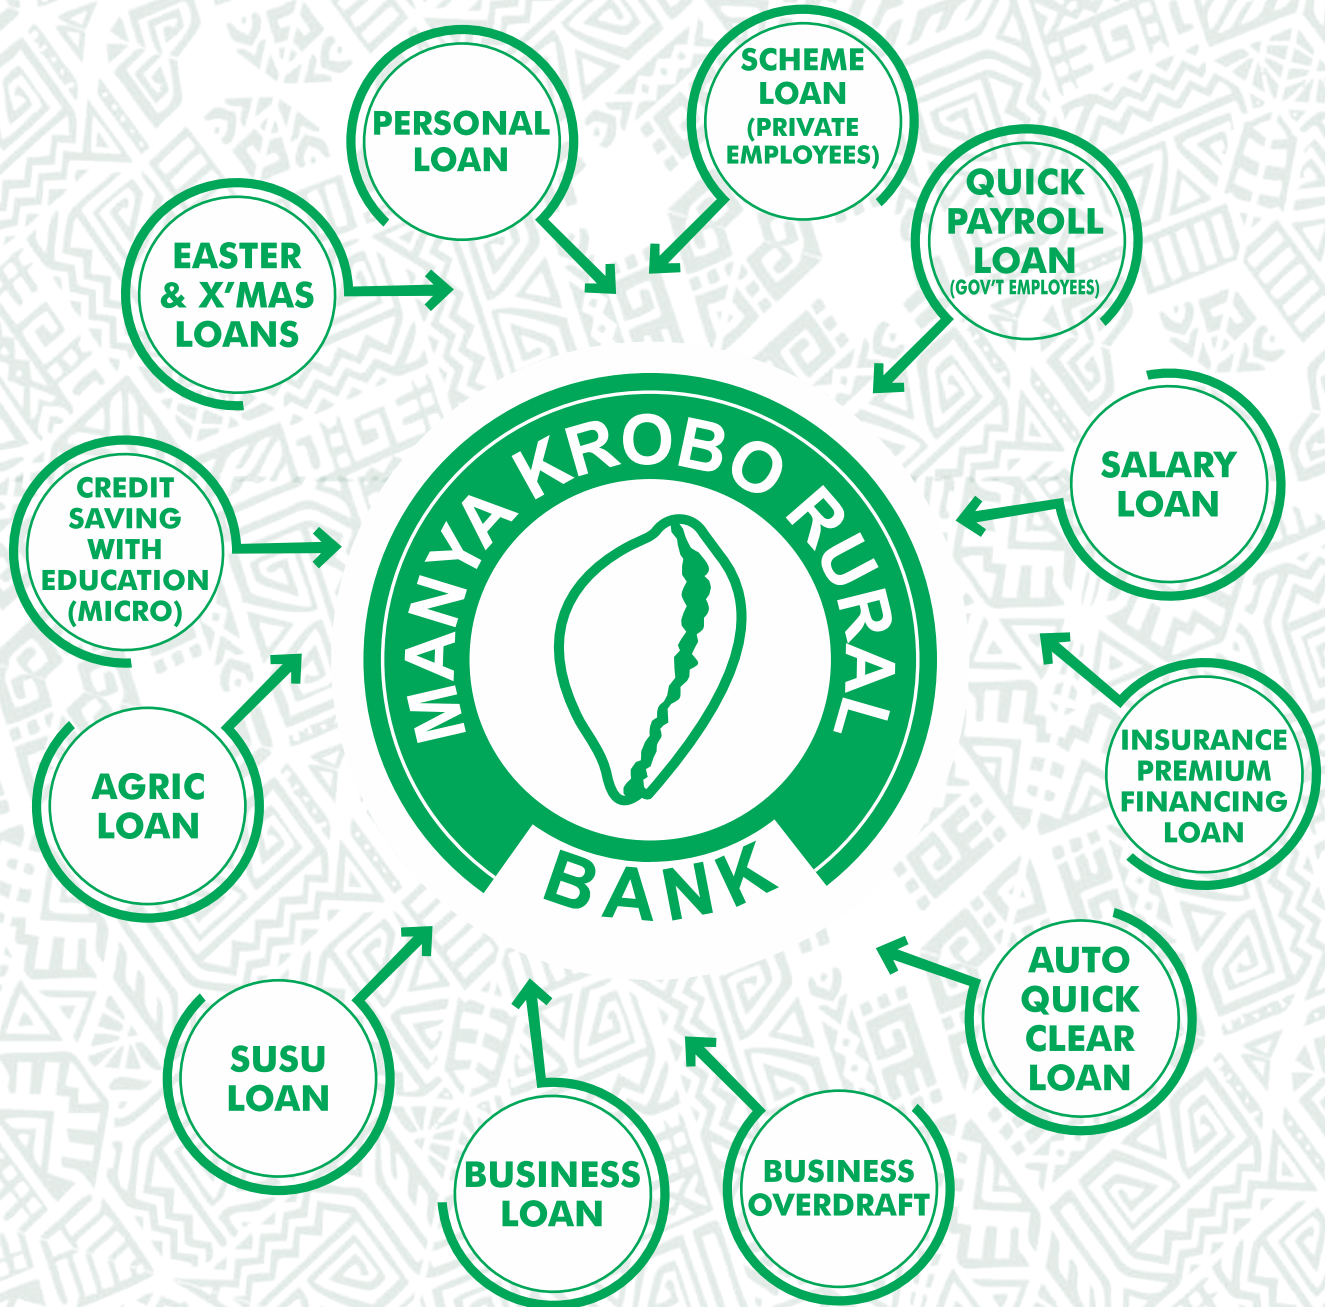 PERSONAL
LOAN
SCHEME
LOAN
(PRIVATE
EMPLOYEES)
QUICK
PAYROLL
LOAN
(GOV'T EMPLOYEES)
EASTER
& X'MAS
LOANS
SALARY
LOAN
CREDIT
SAVING
WITH
EDUCATION
(MICRO)
MANYA KROBO RURAL
BANK
INSURANCE
PREMIUM
FINANCING
LOAN
AGRIC
LOAN
AUTO
QUICK
CLEAR
LOAN
SUSU
LOAN
BUSINESS
LOAN
BUSINESS
OVERDRAFT